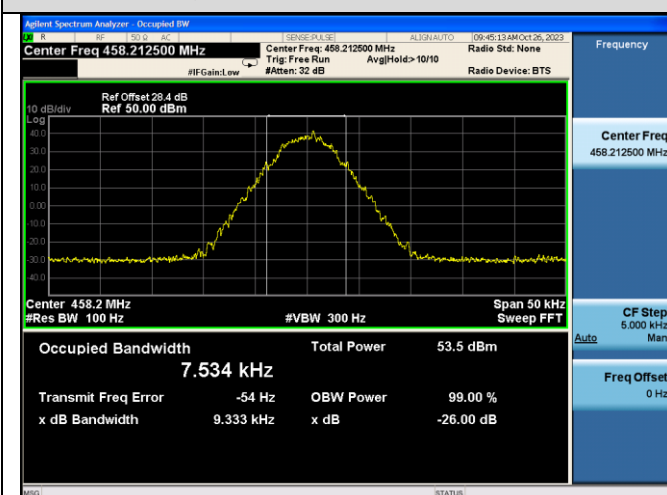 Agilent Spectrum Analyzer - Occupied BW
R RF 50 Ω AC SENSE:PULSE ALIGNAUTO 09:45:13AM Oct 26, 2023
Center Freq 458.212500 MHz
Center Freq: 458.212500 MHz Radio Std: None
Trig: Free Run Avg|Hold:>10/10
#IFGain:Low #Atten: 32 dB Radio Device: BTS
Frequency
Ref Offset 28.4 dB
10 dB/div Ref 50.00 dBm
Log
40.0
30.0
20.0
10.0
0.00
-10.0
-20.0
-30.0
-40.0
Center 458.2 MHz Span 50 kHz
#Res BW 100 Hz #VBW 300 Hz Sweep FFT
Occupied Bandwidth Total Power 53.5 dBm
7.534 kHz
Transmit Freq Error -54 Hz OBW Power 99.00 %
x dB Bandwidth 9.333 kHz x dB -26.00 dB
Center Freq
458.212500 MHz
CF Step
5.000 kHz
Auto Man
Freq Offset
0 Hz
MSG STATUS